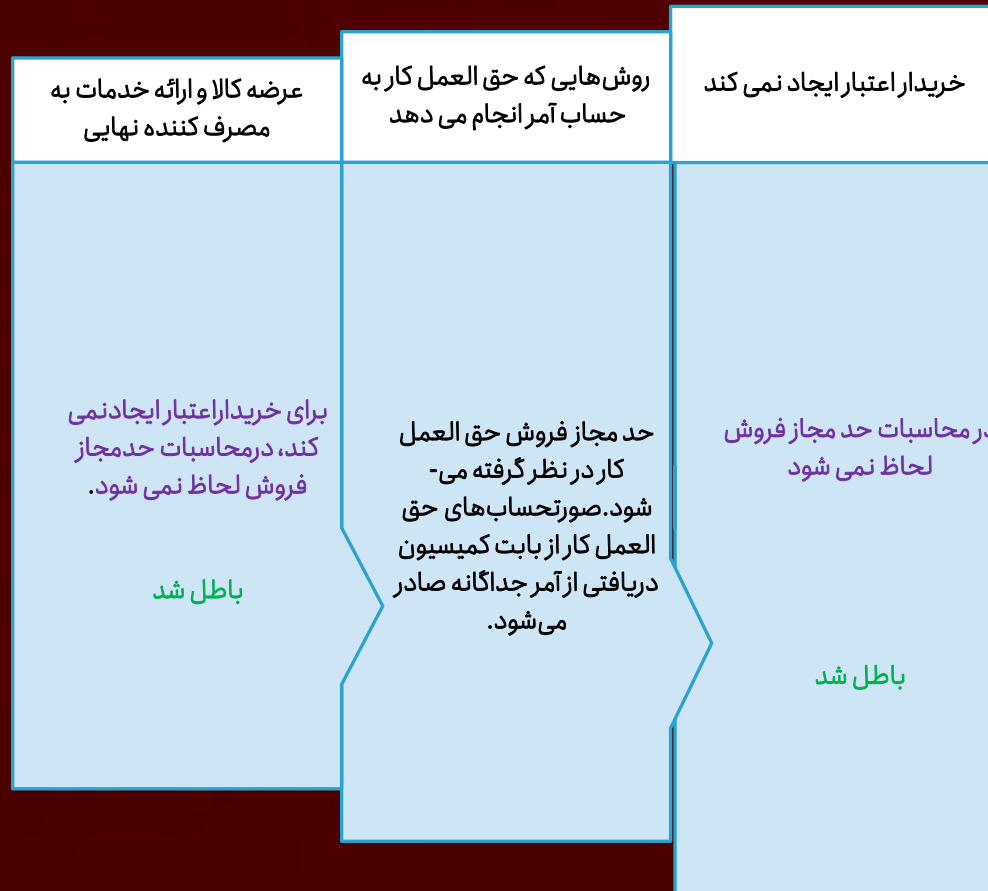 خریدار اعتبار ایجاد نمی کند
در محاسبات حد مجاز فروش
لحاظ نمی شود
باطل شد
روش‌هایی که حق العمل کار به
حساب آمر انجام می دهد
حد مجاز فروش حق العمل
کار در نظر گرفته می-
شود.صورتحساب‌های حق
العمل کار از بابت کمیسیون
دریافتی از آمر جداگانه صادر
می‌شود.
عرضه کالا و ارائه خدمات به
مصرف کننده نهایی
برای خریداراعتبار ایجادنمی
کند، درمحاسبات حدمجاز
فروش لحاظ نمی شود.
باطل شد